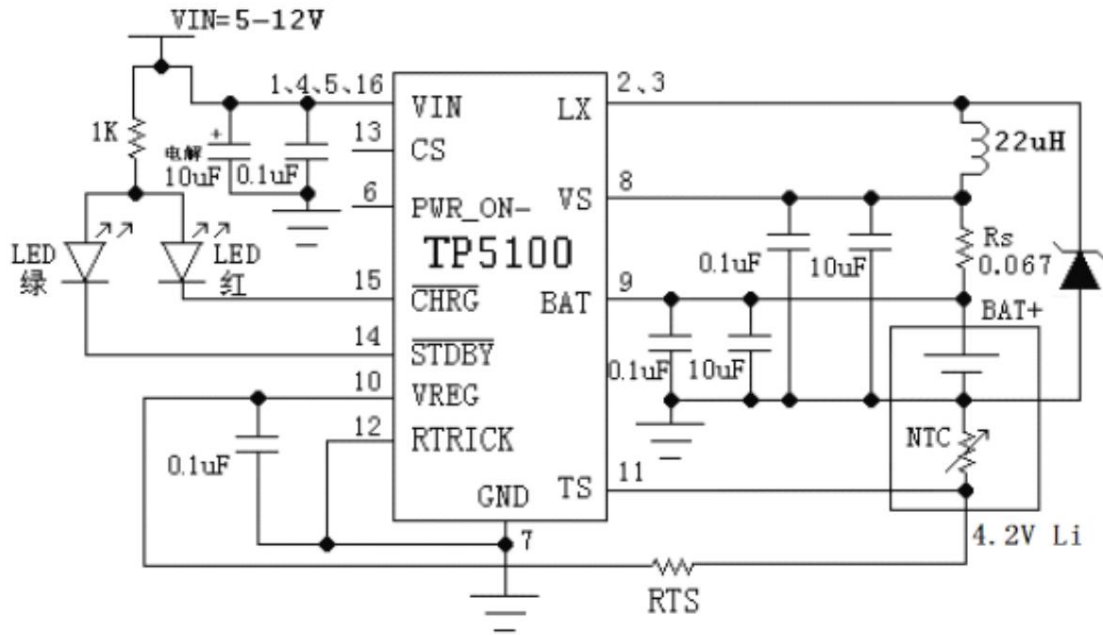 VIN=5-12V
1、4、5、16
2、3
VIN
LX
1K
13
CS
22uH
电解
+
10uF
0.1uF
6
PWR_ON-
8
VS
LED
绿
LED
红
TP5100
0.1uF
10uF
Rs
0.067
15
CHRG
9
BAT
BAT+
14
STDBY
0.1uF
10uF
10
VREG
12
RTRICK
NTC
0.1uF
11
TS
GND
7
4.2V Li
RTS